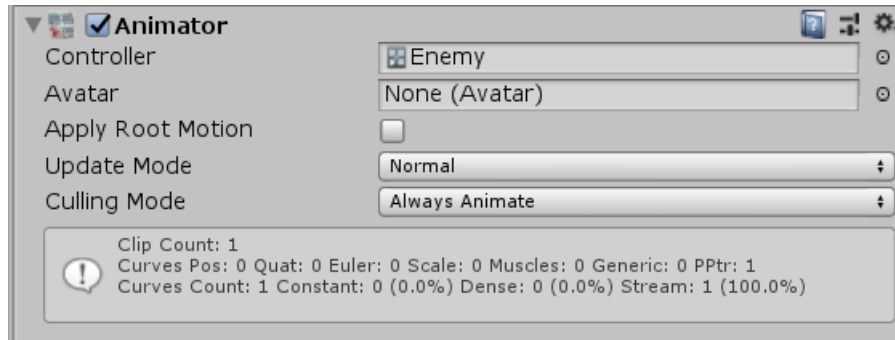 Animator
Controller Enemy
Avatar None (Avatar)
Apply Root Motion
Update Mode Normal
Culling Mode Always Animate
Clip Count: 1
Curves Pos: 0 Quat: 0 Euler: 0 Scale: 0 Muscles: 0 Generic: 0 PPtr: 1
Curves Count: 1 Constant: 0 (0.0%) Dense: 0 (0.0%) Stream: 1 (100.0%)